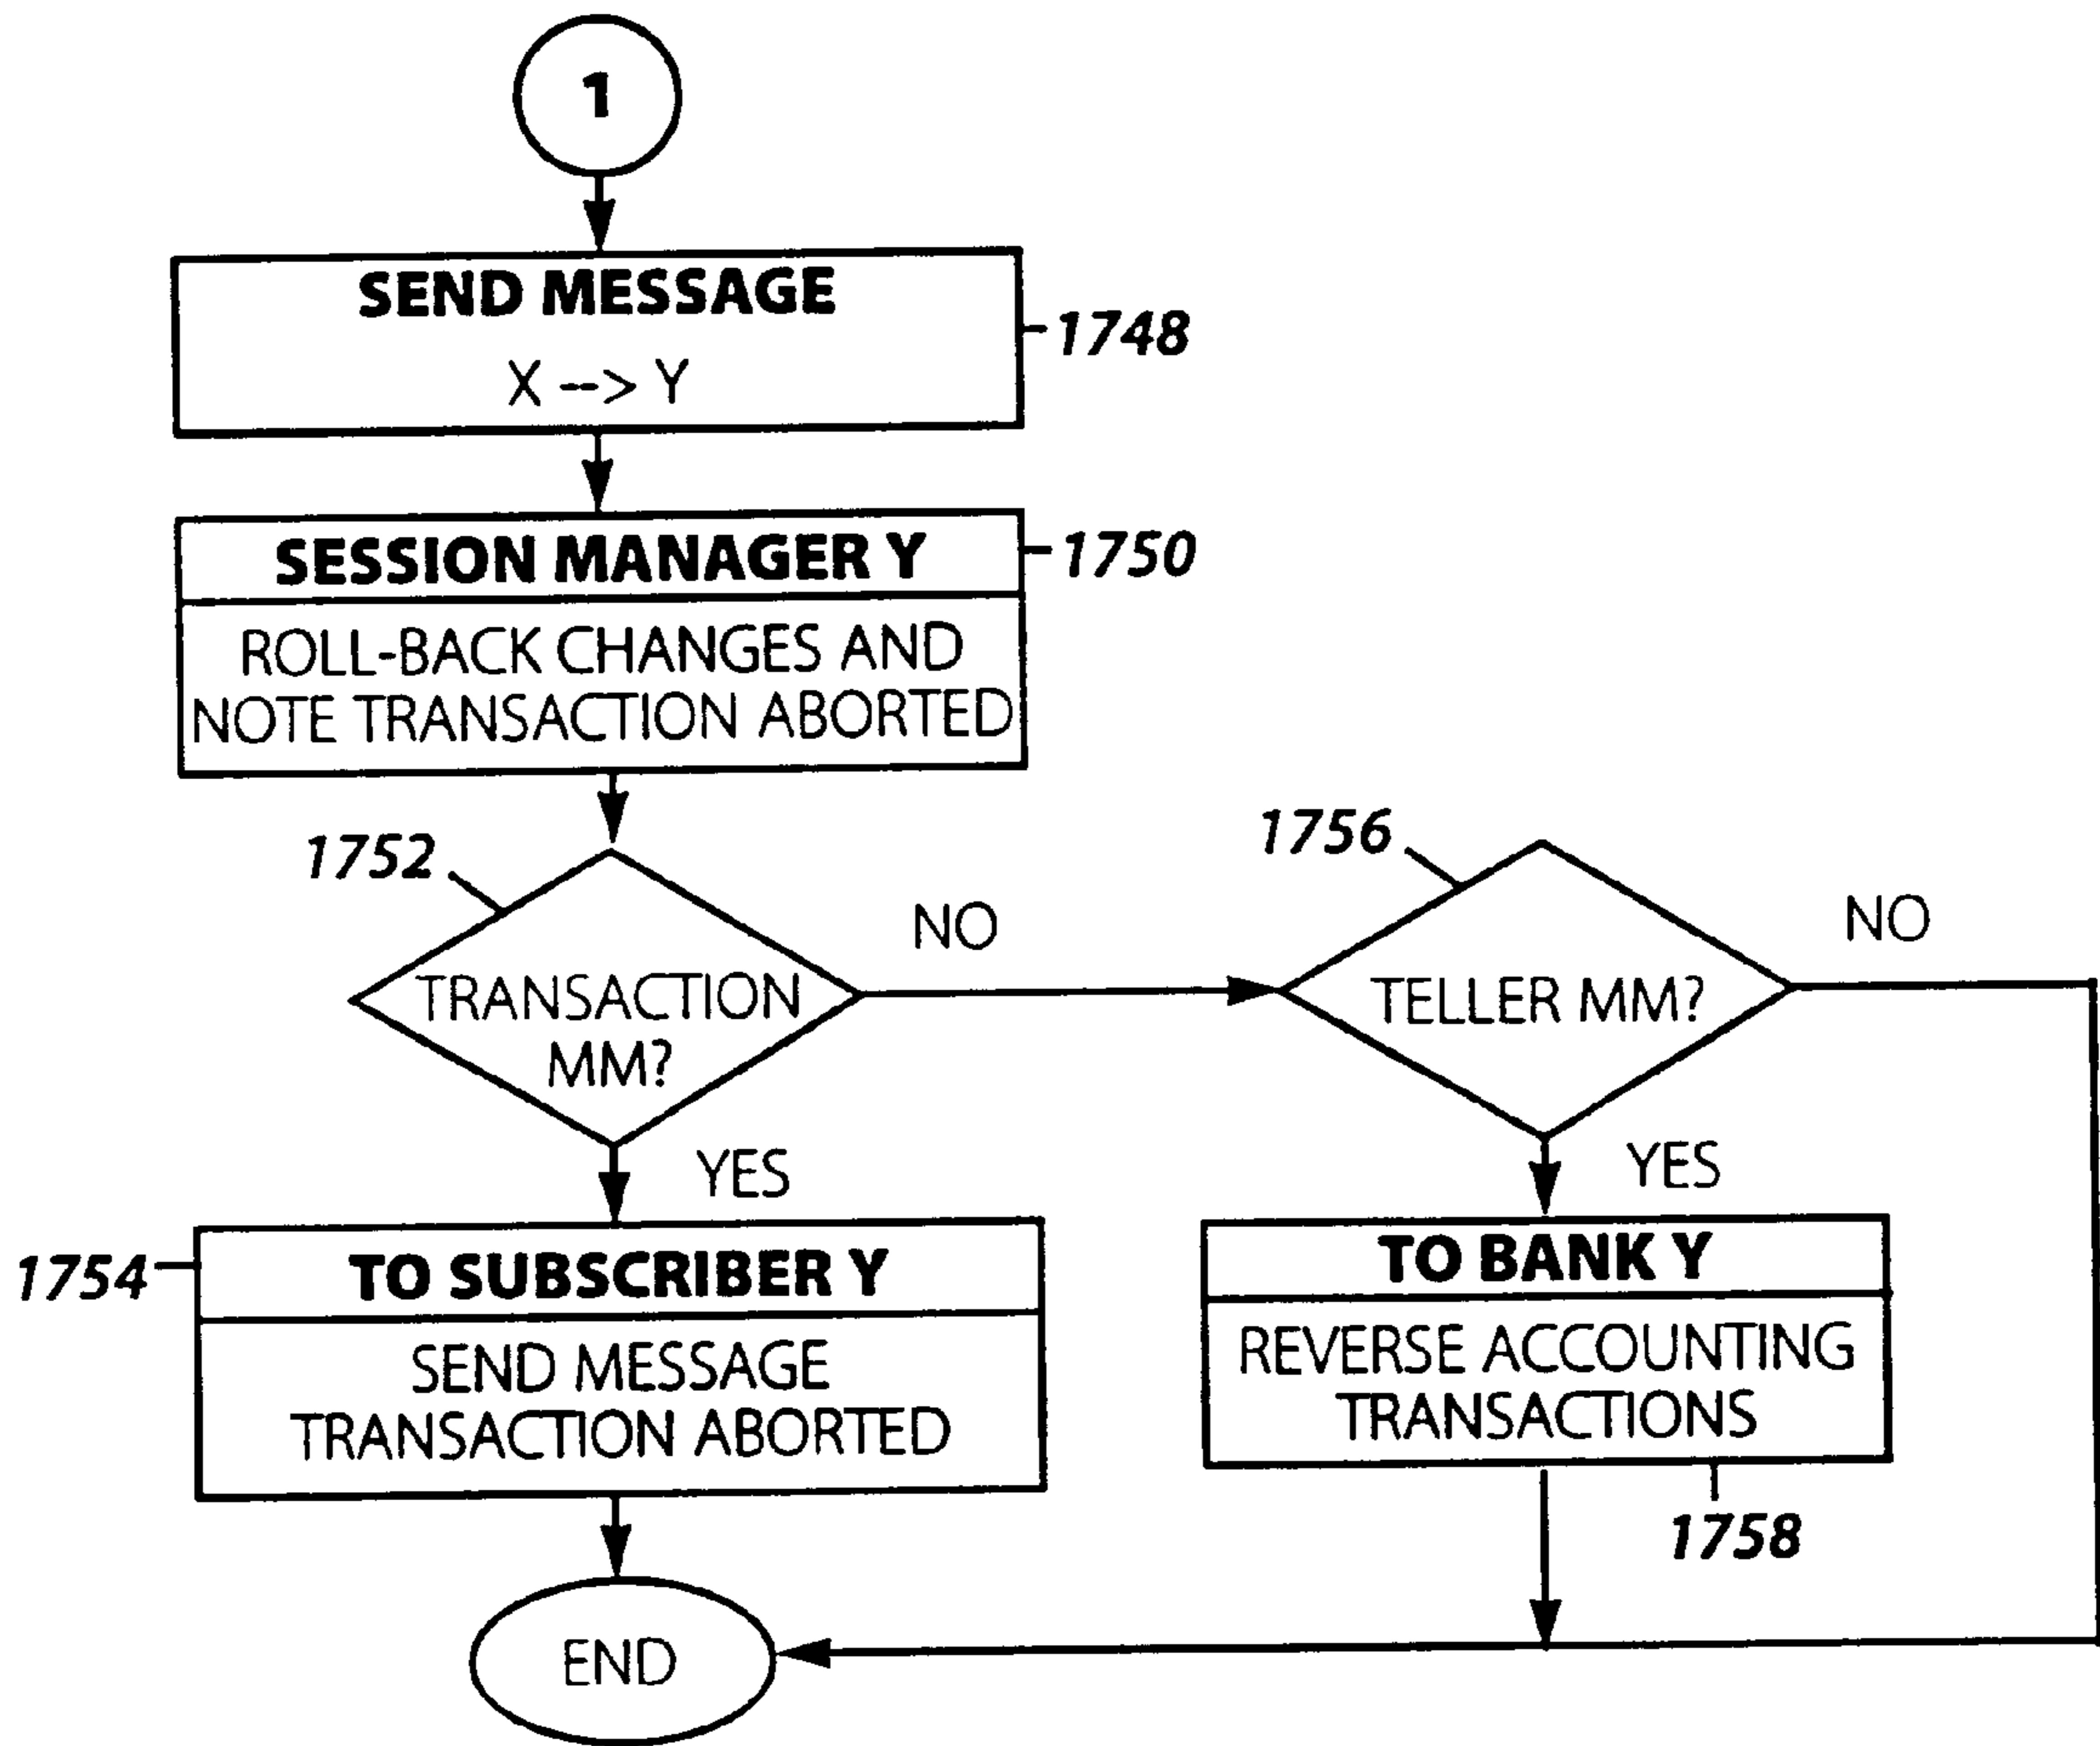 1
SEND MESSAGE
X --> Y
1748
SESSION MANAGER Y
1750
ROLL-BACK CHANGES AND
NOTE TRANSACTION ABORTED
1752
TRANSACTION
MM?
NO
YES
1756
TELLER MM?
NO
YES
1754
TO SUBSCRIBER Y
SEND MESSAGE
TRANSACTION ABORTED
TO BANK Y
REVERSE ACCOUNTING
TRANSACTIONS
1758
END